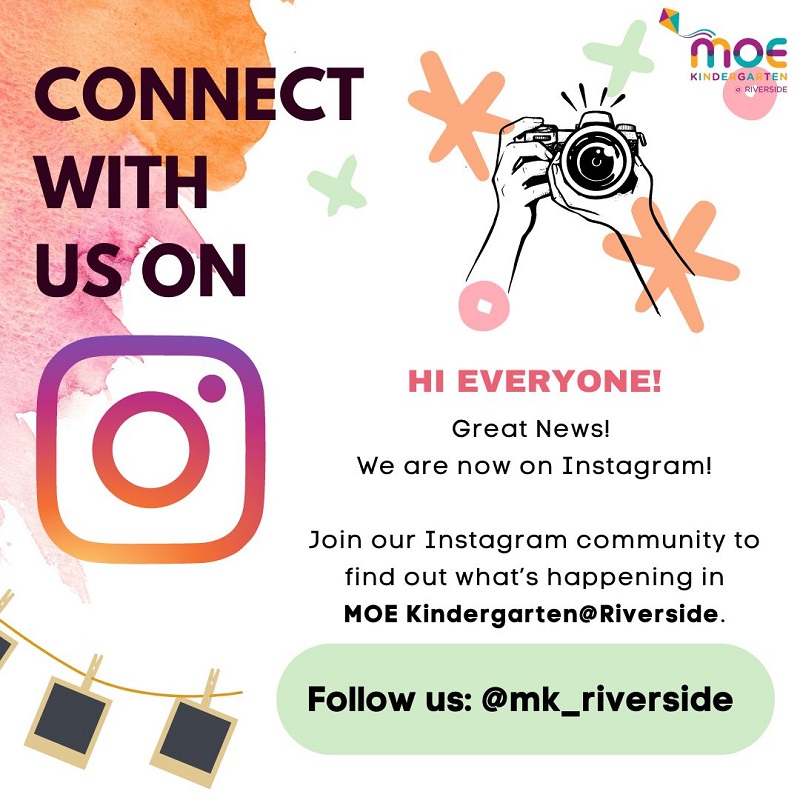 CONNECT
WITH
US ON
MOE
KINDERGARTEN
@ RIVERSIDE
HI EVERYONE!
Great News!
We are now on Instagram!
Join our Instagram community to
find out what's happening in
MOE Kindergarten@Riverside.
Follow us: @mk_riverside